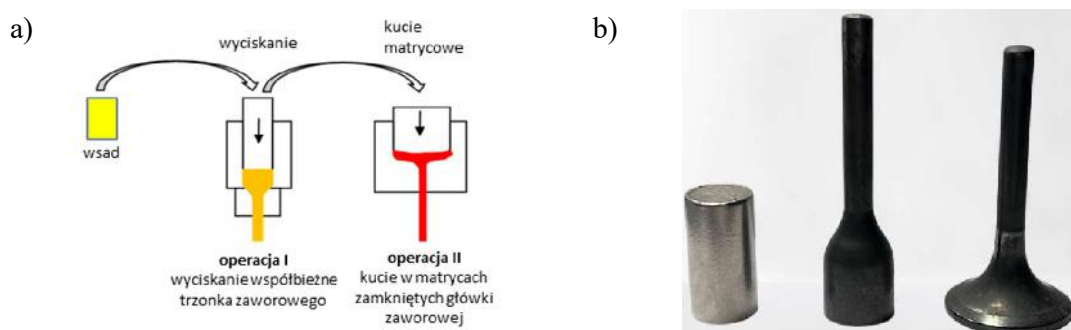 a)
b)
wyciskanie
kucie
matrycowe
wsad
operacja I
wyciskanie współbieżne
trzonka zaworowego
operacja II
kucie w matrycach
zamkniętych główki
zaworowej